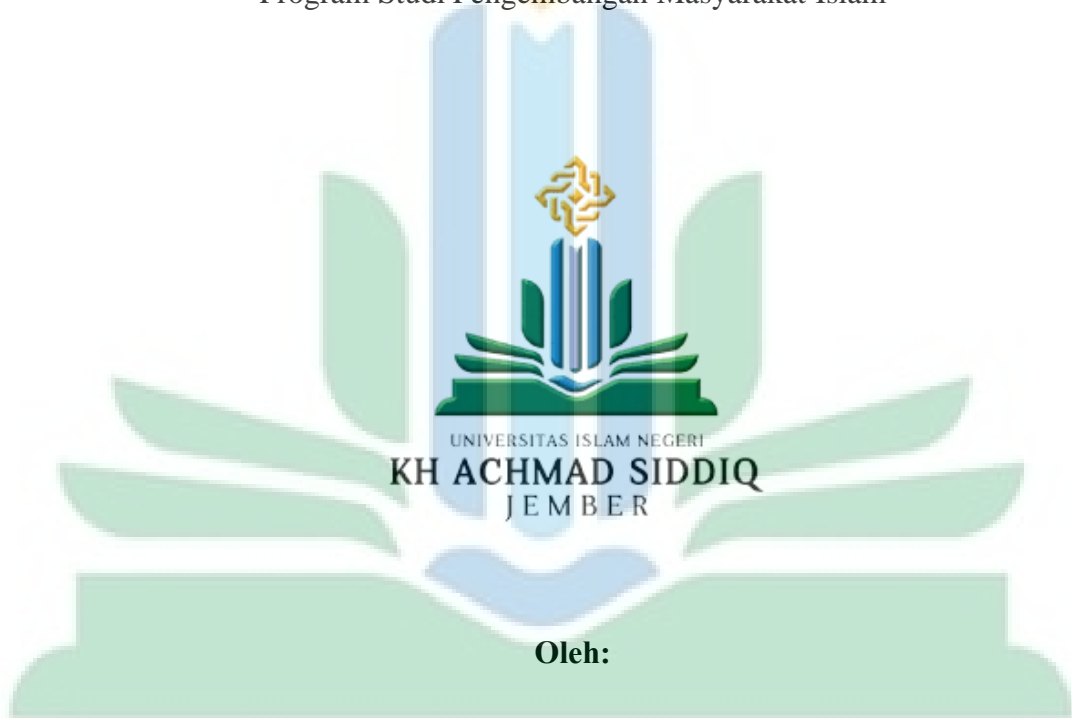 Program Studi Pengembangan Masyarakat Islam
UNIVERSITAS ISLAM NEGERI
KH ACHMAD SIDDIQ
JEMBER
Oleh: